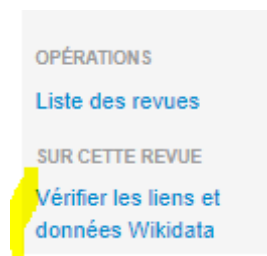 OPÉRATIONS
Liste des revues
SUR CETTE REVUE
Vérifier les liens et
données Wikidata